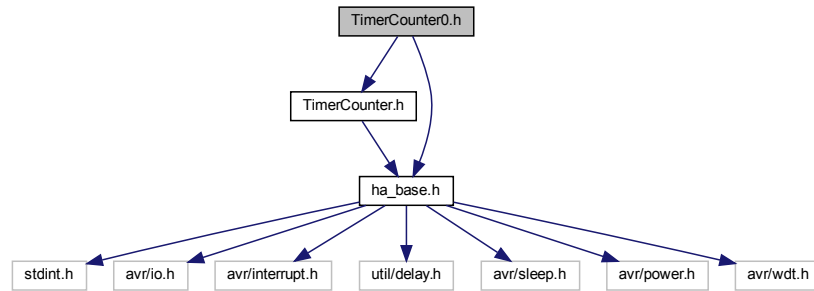 TimerCounter0.h
TimerCounter.h
ha_base.h
stdint.h
avr/io.h
avr/interrupt.h
util/delay.h
avr/sleep.h
avr/power.h
avr/wdt.h